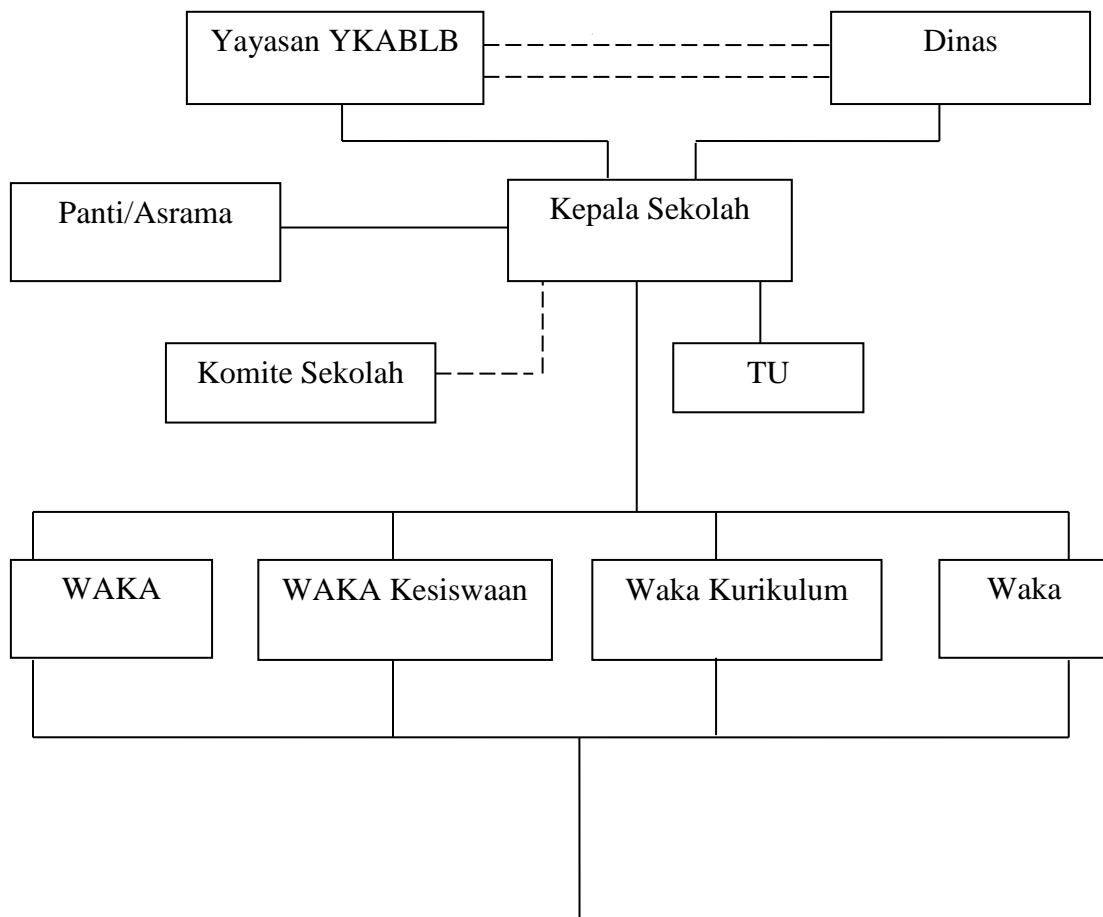 Yayasan YKABLB
Dinas
Panti/Asrama
Kepala Sekolah
Komite Sekolah
TU
WAKA
WAKA Kesiswaan
Waka Kurikulum
Waka